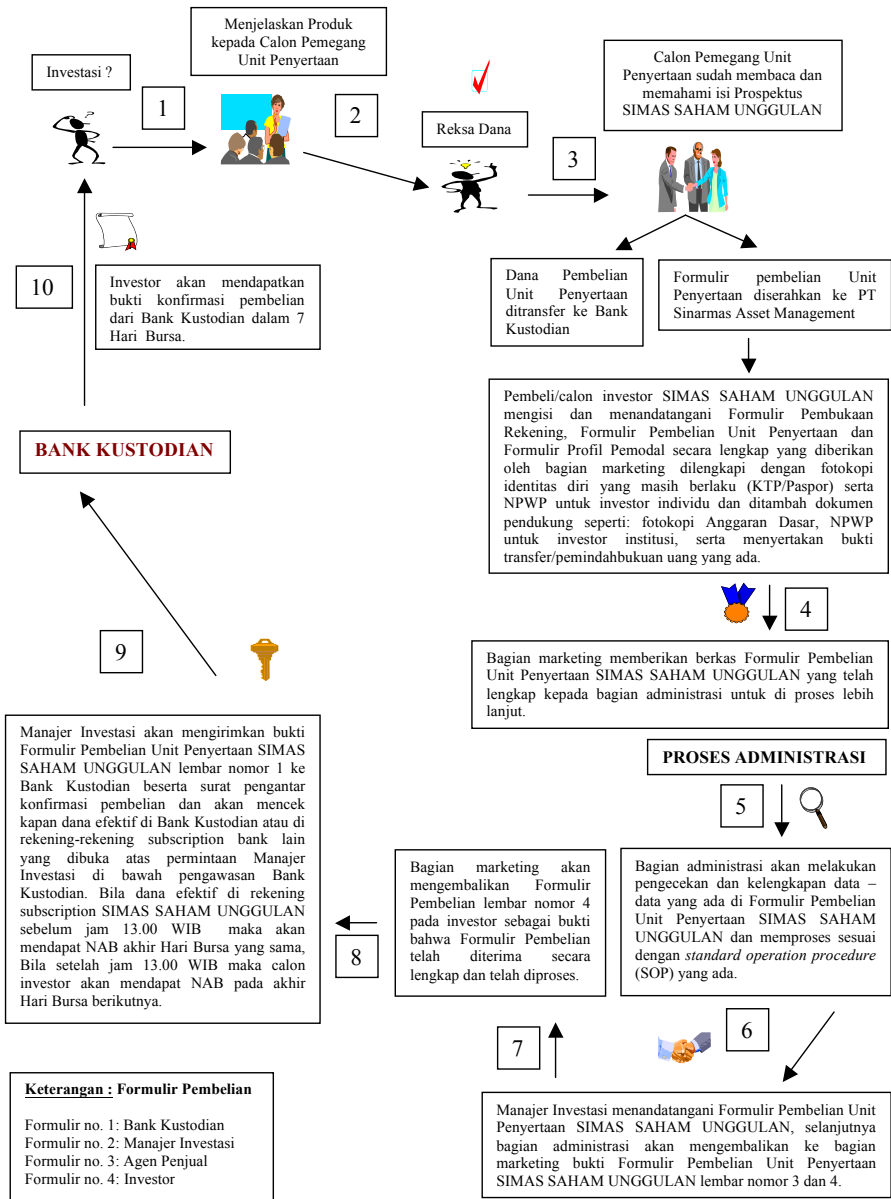 Investasi ?
1
Menjelaskan Produk
kepada Calon Pemegang
Unit Penyertaan
2
Reksa Dana
3
Calon Pemegang Unit
Penyertaan sudah membaca dan
memahami isi Prospektus
SIMAS SAHAM UNGGULAN
Dana Pembelian
Unit Penyertaan
ditransfer ke Bank
Kustodian
Formulir pembelian Unit
Penyertaan diserahkan ke PT
Sinarmas Asset Management
Pembeli/calon investor SIMAS SAHAM UNGGULAN
mengisi dan menandatangani Formulir Pembukaan
Rekening, Formulir Pembelian Unit Penyertaan dan
Formulir Profil Pemodal secara lengkap yang diberikan
oleh bagian marketing dilengkapi dengan fotokopi
identitas diri yang masih berlaku (KTP/Paspor) serta
NPWP untuk investor individu dan ditambah dokumen
pendukung seperti: fotokopi Anggaran Dasar, NPWP
untuk investor institusi, serta menyertakan bukti
transfer/pemindahbukuan uang yang ada.
4
Bagian marketing memberikan berkas Formulir Pembelian
Unit Penyertaan SIMAS SAHAM UNGGULAN yang telah
lengkap kepada bagian administrasi untuk di proses lebih
lanjut.
PROSES ADMINISTRASI
5
Bagian administrasi akan melakukan
pengecekan dan kelengkapan data –
data yang ada di Formulir Pembelian
Unit Penyertaan SIMAS SAHAM
UNGGULAN dan memproses sesuai
dengan standard operation procedure
(SOP) yang ada.
6
Manajer Investasi menandatangani Formulir Pembelian Unit
Penyertaan SIMAS SAHAM UNGGULAN, selanjutnya
bagian administrasi akan mengembalikan ke bagian
marketing bukti Formulir Pembelian Unit Penyertaan
SIMAS SAHAM UNGGULAN lembar nomor 3 dan 4.
7
Bagian marketing akan
mengembalikan Formulir
Pembelian lembar nomor 4
pada investor sebagai bukti
bahwa Formulir Pembelian
telah diterima secara
lengkap dan telah diproses.
8
Manajer Investasi akan mengirimkan bukti
Formulir Pembelian Unit Penyertaan SIMAS
SAHAM UNGGULAN lembar nomor 1 ke
Bank Kustodian beserta surat pengantar
konfirmasi pembelian dan akan mencek
kapan dana efektif di Bank Kustodian atau di
rekening-rekening subscription bank lain
yang dibuka atas permintaan Manajer
Investasi di bawah pengawasan Bank
Kustodian. Bila dana efektif di rekening
subscription SIMAS SAHAM UNGGULAN
sebelum jam 13.00 WIB maka akan
mendapat NAB akhir Hari Bursa yang sama,
Bila setelah jam 13.00 WIB maka calon
investor akan mendapat NAB pada akhir
Hari Bursa berikutnya.
9
BANK KUSTODIAN
10
Investor akan mendapatkan
bukti konfirmasi pembelian
dari Bank Kustodian dalam 7
Hari Bursa.
Keterangan : Formulir Pembelian
Formulir no. 1: Bank Kustodian
Formulir no. 2: Manajer Investasi
Formulir no. 3: Agen Penjual
Formulir no. 4: Investor